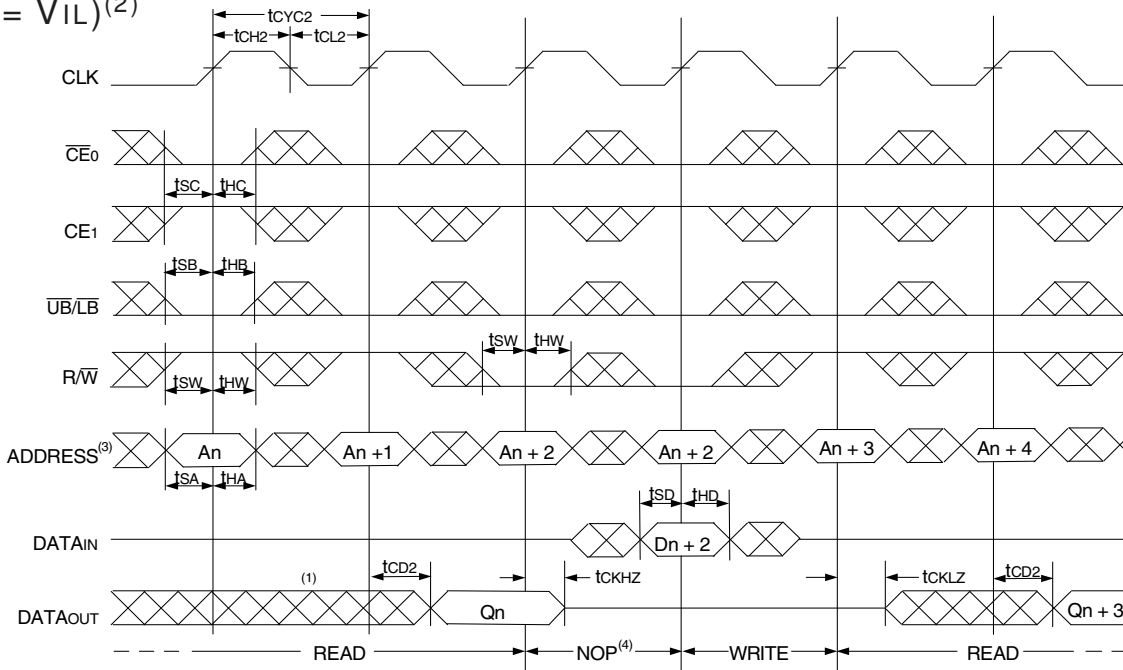 = VIL)(2)
tCYC2
tCH2 tCL2
CLK
CE0
tSC tHC
CE1
tSB tHB
UB/LB
tSW tHW
R/W
tSW tHW
ADDRESS(3) An An +1 An + 2 An + 2 An + 3 An + 4
tSA tHA
tSD tHD
DATAIN Dn + 2
(1) tCD2 tCKHZ tCKLZ tCD2
DATAOUT Qn Qn + 3
READ NOP(4) WRITE READ